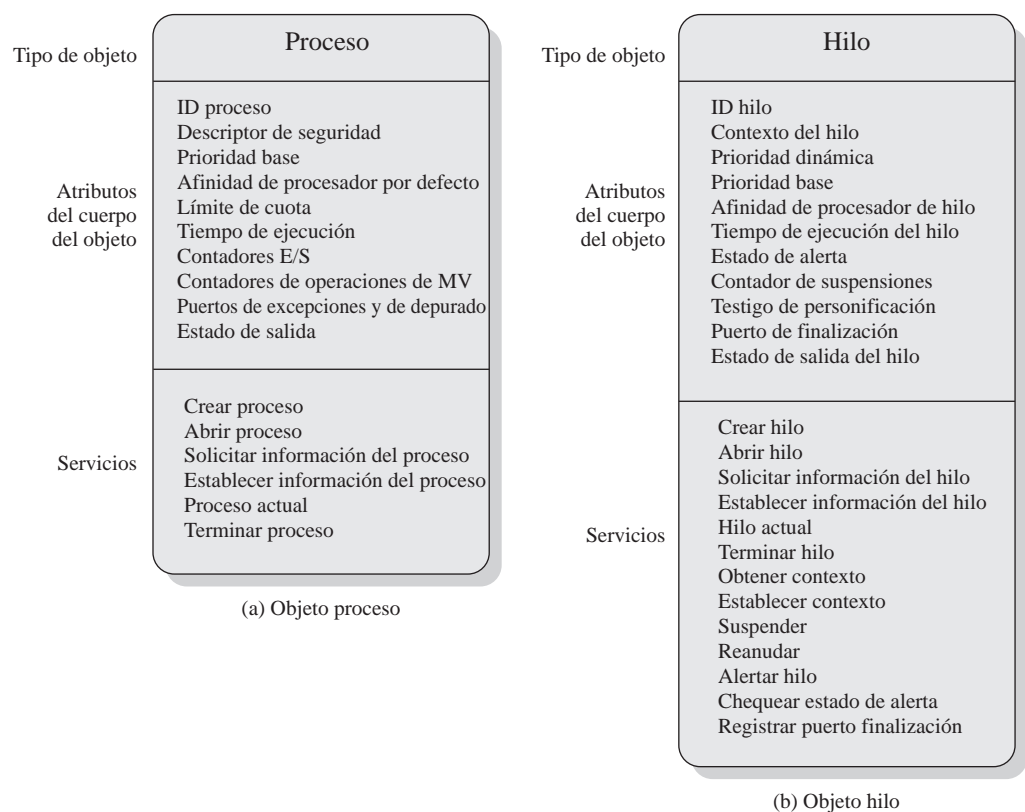 Tipo de objeto
Proceso
Atributos
del cuerpo
del objeto
ID proceso
Descriptor de seguridad
Prioridad base
Afinidad de procesador por defecto
Límite de cuota
Tiempo de ejecución
Contadores E/S
Contadores de operaciones de MV
Puertos de excepciones y de depurado
Estado de salida
Servicios
Crear proceso
Abrir proceso
Solicitar información del proceso
Establecer información del proceso
Proceso actual
Terminar proceso
(a) Objeto proceso
Tipo de objeto
Hilo
Atributos
del cuerpo
del objeto
ID hilo
Contexto del hilo
Prioridad dinámica
Prioridad base
Afinidad de procesador de hilo
Tiempo de ejecución del hilo
Estado de alerta
Contador de suspensiones
Testigo de personificación
Puerto de finalización
Estado de salida del hilo
Servicios
Crear hilo
Abrir hilo
Solicitar información del hilo
Establecer información del hilo
Hilo actual
Terminar hilo
Obtener contexto
Establecer contexto
Suspender
Reanudar
Alertar hilo
Chequear estado de alerta
Registrar puerto finalización
(b) Objeto hilo